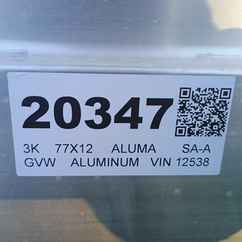 20347
3K 77X12 ALUMA SA-A
GVW ALUMINUM VIN 12538